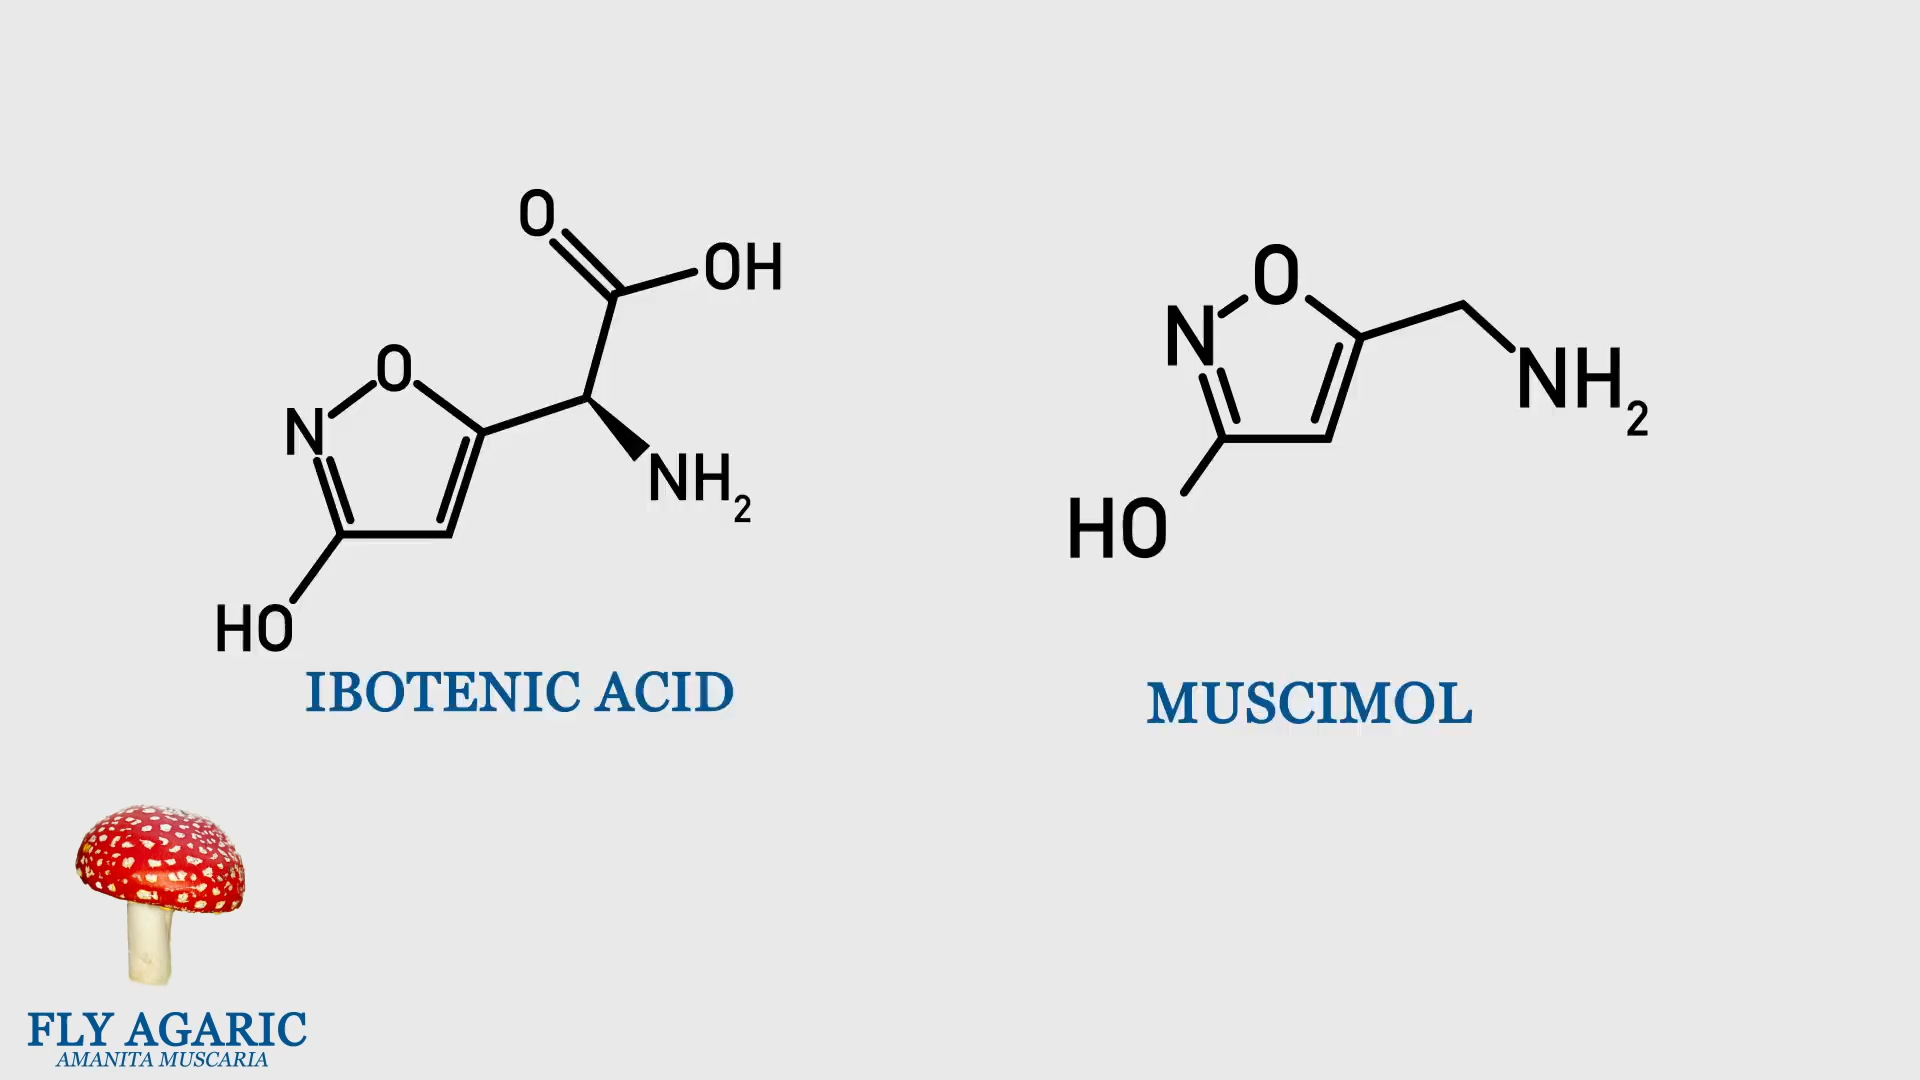 O
OH
O
N
NH2
HO
IBOTENIC ACID
O
N
NH2
HO
MUSCIMOL
FLY AGARIC
AMANITA MUSCARIA